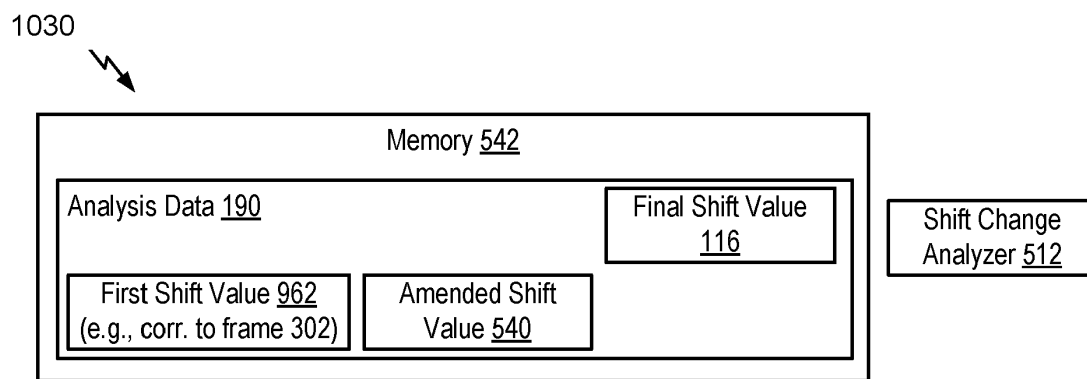 1030
Memory 542
Analysis Data 190
Final Shift Value
116
Shift Change
Analyzer 512
First Shift Value 962
(e.g., corr. to frame 302)
Amended Shift
Value 540